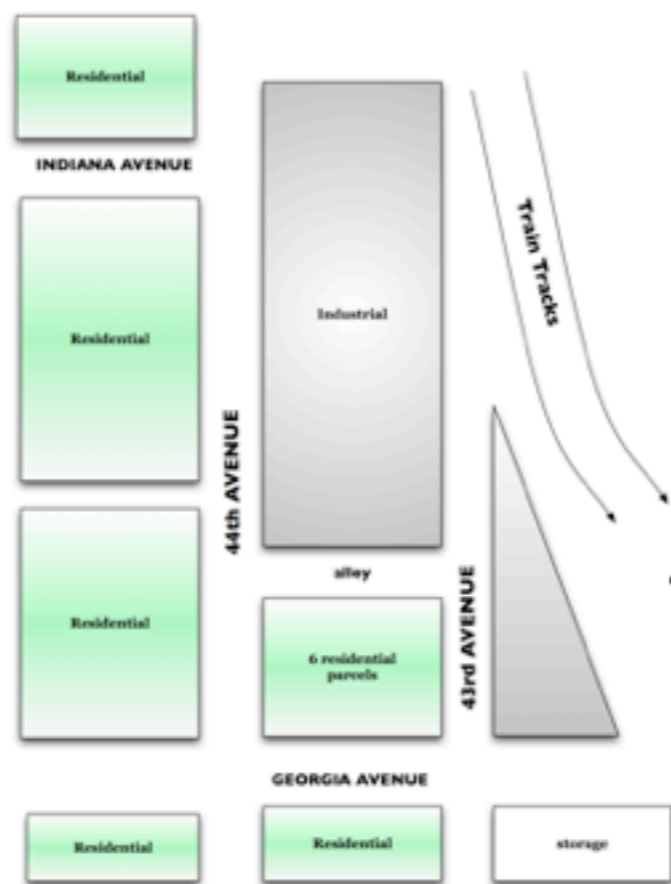 Residential
INDIANA AVENUE
Residential
Industrial
Train Tracks
44th AVENUE
alley
43rd AVENUE
Residential
6 residential
parcels
GEORGIA AVENUE
Residential
Residential
storage